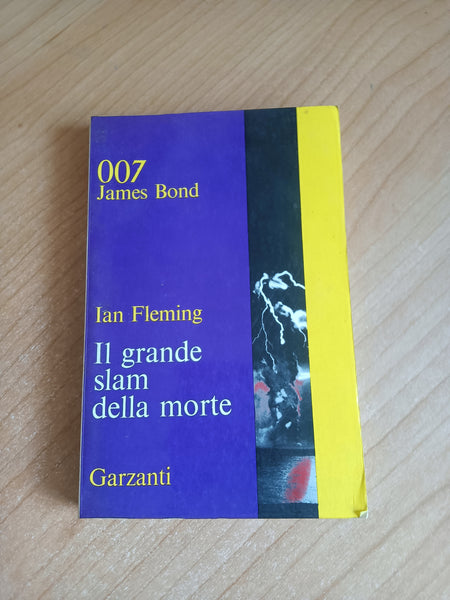 007
James Bond
Ian Fleming
Il grande
slam
della morte
Garzanti